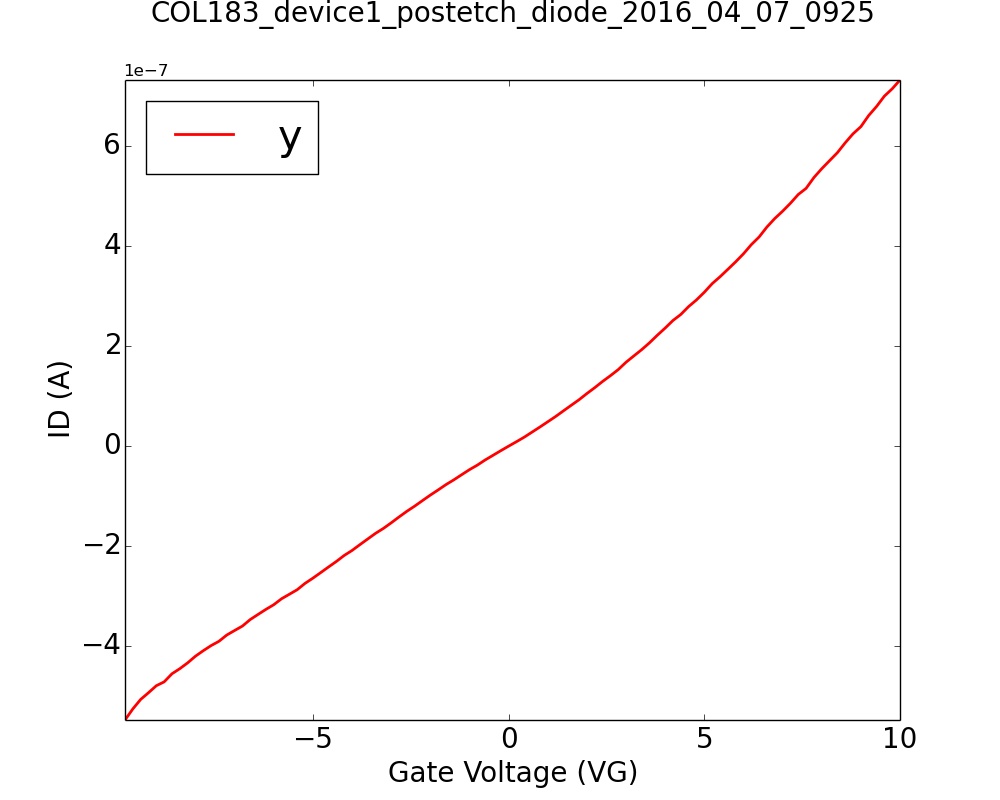 COL183_device1_postetch_diode_2016_04_07_0925
1e−7
y
6
4
2
0
−2
−4
ID (A)
−5 0 5 10
Gate Voltage (VG)